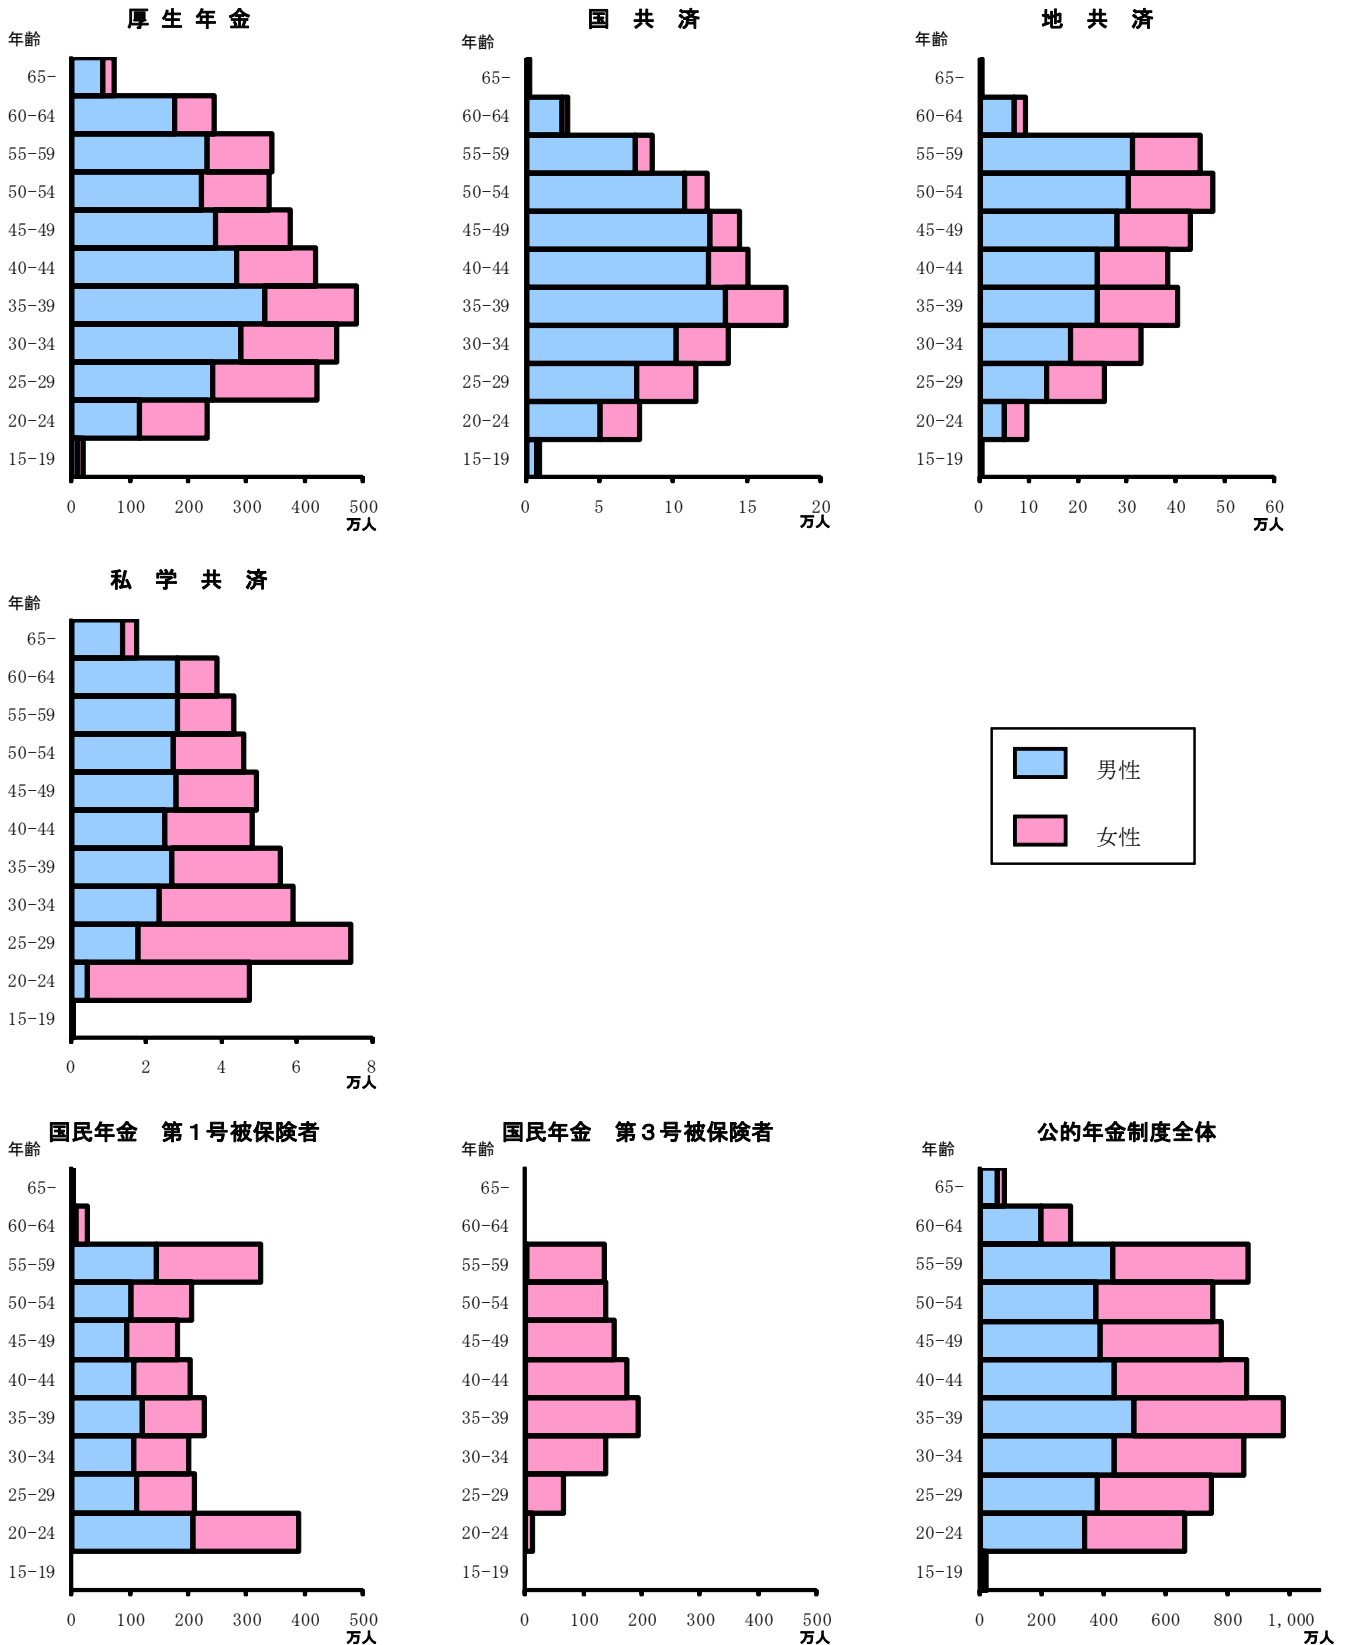 厚 生 年 金
年齢
65-
60-64
55-59
50-54
45-49
40-44
35-39
30-34
25-29
20-24
15-19
0 100 200 300 400 500
万人
国 共 済
年齢
65-
60-64
55-59
50-54
45-49
40-44
35-39
30-34
25-29
20-24
15-19
0 5 10 15 20
万人
地 共 済
年齢
65-
60-64
55-59
50-54
45-49
40-44
35-39
30-34
25-29
20-24
15-19
0 10 20 30 40 50 60
万人
私 学 共 済
年齢
65-
60-64
55-59
50-54
45-49
40-44
35-39
30-34
25-29
20-24
15-19
0 2 4 6 8
万人
男性
女性
国民年金 第1号被保険者
年齢
65-
60-64
55-59
50-54
45-49
40-44
35-39
30-34
25-29
20-24
15-19
0 100 200 300 400 500
万人
国民年金 第3号被保険者
年齢
65-
60-64
55-59
50-54
45-49
40-44
35-39
30-34
25-29
20-24
15-19
0 100 200 300 400 500
万人
公的年金制度全体
年齢
65-
60-64
55-59
50-54
45-49
40-44
35-39
30-34
25-29
20-24
15-19
0 200 400 600 800 1,000
万人